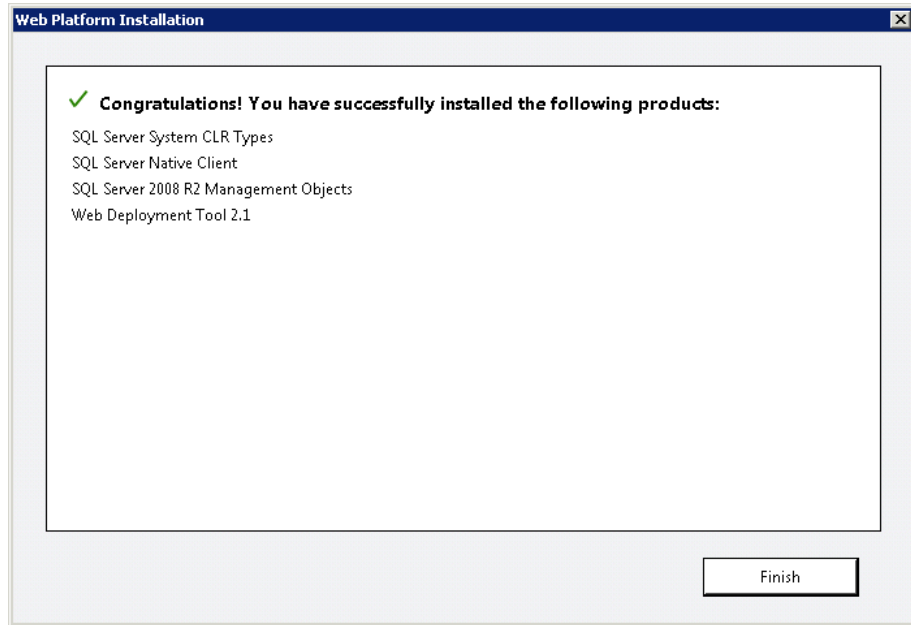 Web Platform Installation
Congratulations! You have successfully installed the following products:
SQL Server System CLR Types
SQL Server Native Client
SQL Server 2008 R2 Management Objects
Web Deployment Tool 2.1
Finish